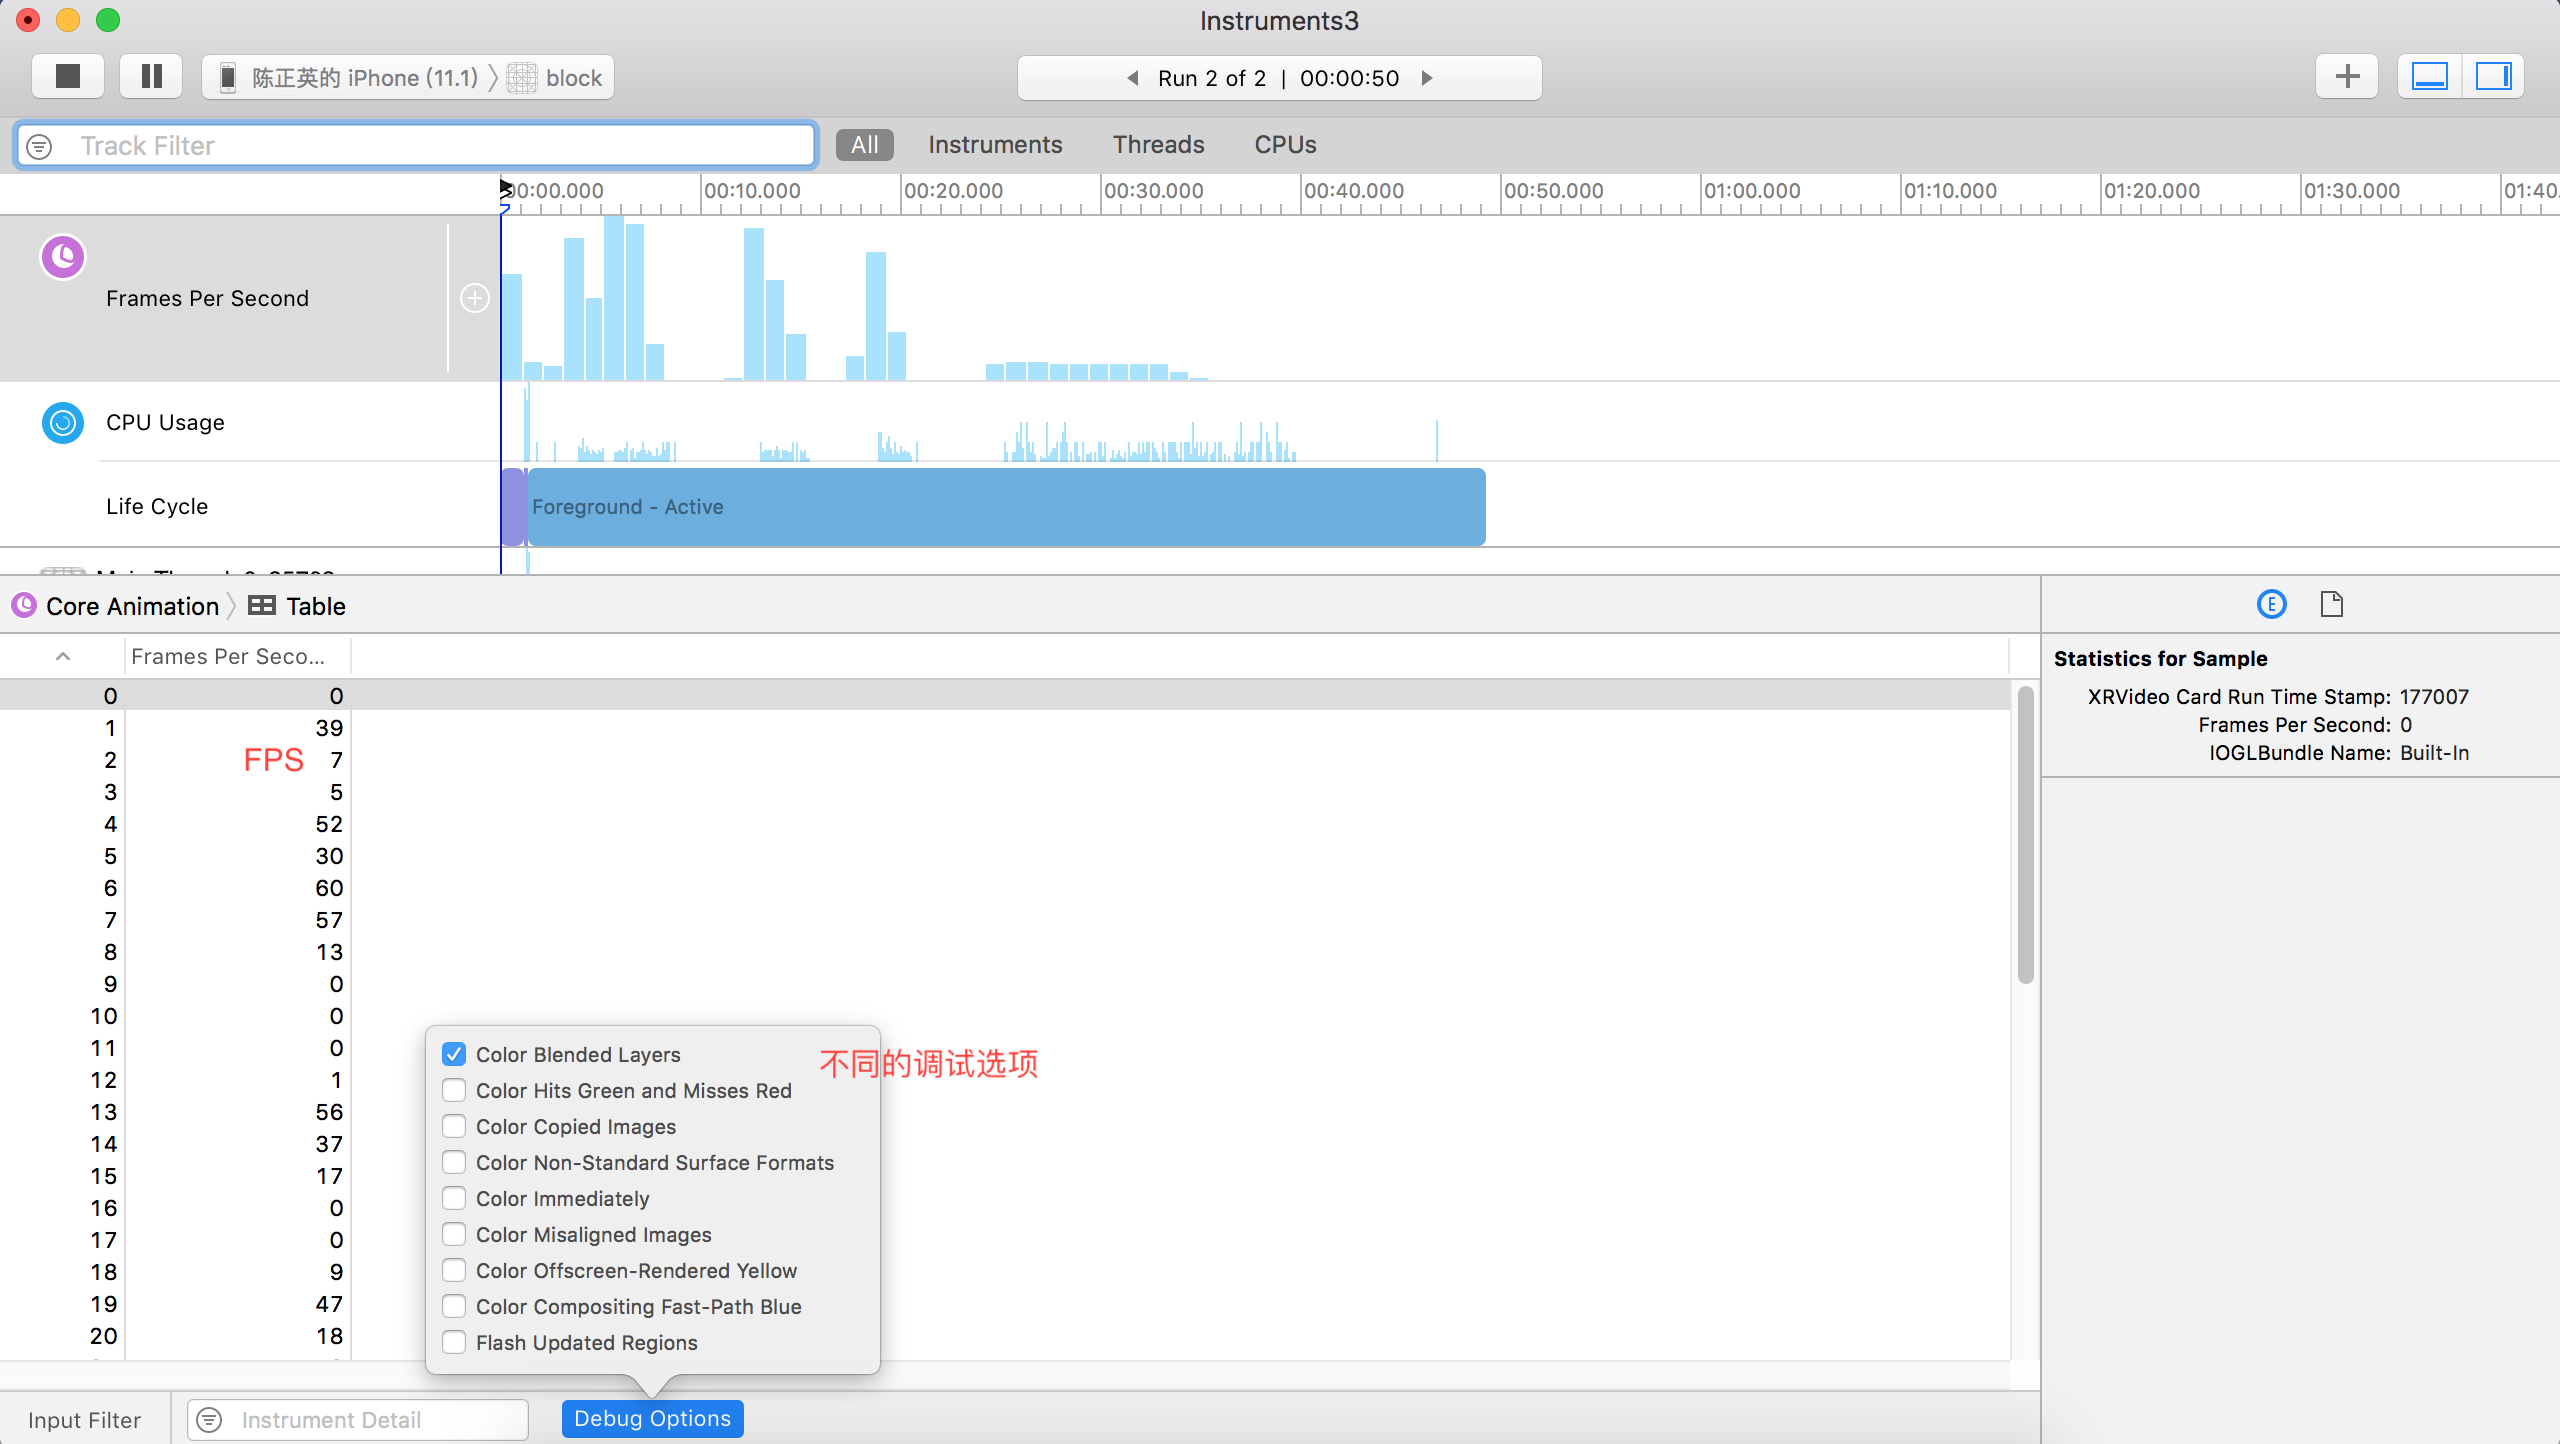 Instruments3
陈正英的 iPhone (11.1) 〉 block
Run 2 of 2 | 00:00:50
Track Filter
All Instruments Threads CPUs
00:00.000 00:10.000 00:20.000 00:30.000 00:40.000 00:50.000 01:00.000 01:10.000 01:20.000 01:30.000 01:40.
Frames Per Second
CPU Usage
Life Cycle
Foreground - Active
Core Animation 〉 Table
Frames Per Seco...
0 0
1 39
2 7
FPS
3 5
4 52
5 30
6 60
7 57
8 13
9 0
10 0
11 0
12 1
13 56
14 37
15 17
16 0
17 0
18 9
19 47
20 18
Color Blended Layers
不同的调试选项
Color Hits Green and Misses Red
Color Copied Images
Color Non-Standard Surface Formats
Color Immediately
Color Misaligned Images
Color Offscreen-Rendered Yellow
Color Compositing Fast-Path Blue
Flash Updated Regions
Input Filter
Instrument Detail
Debug Options
E
Statistics for Sample
XRVideo Card Run Time Stamp: 177007
Frames Per Second: 0
IOGLBundle Name: Built-In